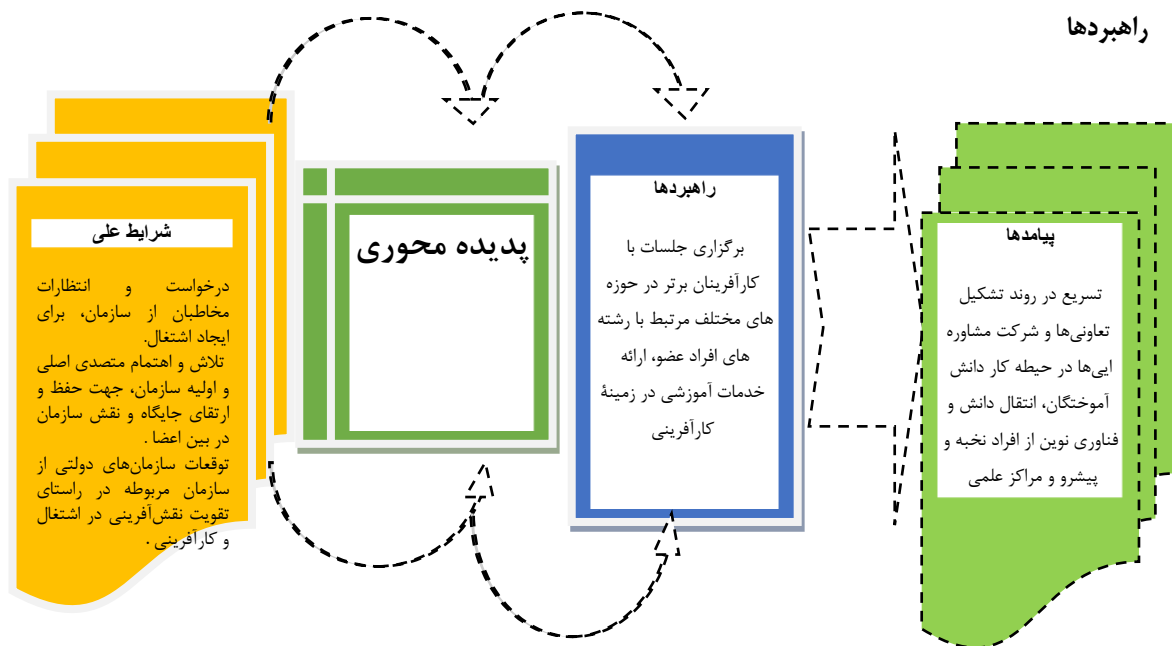 راهبردها
شرایط علی
درخواست و انتظارات
مخاطبان از سازمان، برای
ایجاد اشتغال.
تلاش و اهتمام متصدی اصلی
و اولیه سازمان، جهت حفظ و
ارتقای جایگاه و نقش سازمان
در بین اعضا .
توقعات سازمان‌های دولتی از
سازمان مربوطه در راستای
تقویت نقش‌آفرینی در اشتغال
و کارآفرینی .
پدیده محوری
راهبردها
برگزاری جلسات با
کارآفرینان برتر در حوزه
های مختلف مرتبط با رشته
های افراد عضو، ارائه
خدمات آموزشی در زمینۀ
کارآفرینی
پیامدها
تسریع در روند تشکیل
تعاونی‌ها و شرکت مشاوره
ایی‌ها در حیطه کار دانش
آموختگان، انتقال دانش و
فناوری نوین از افراد نخبه و
پیشرو و مراکز علمی